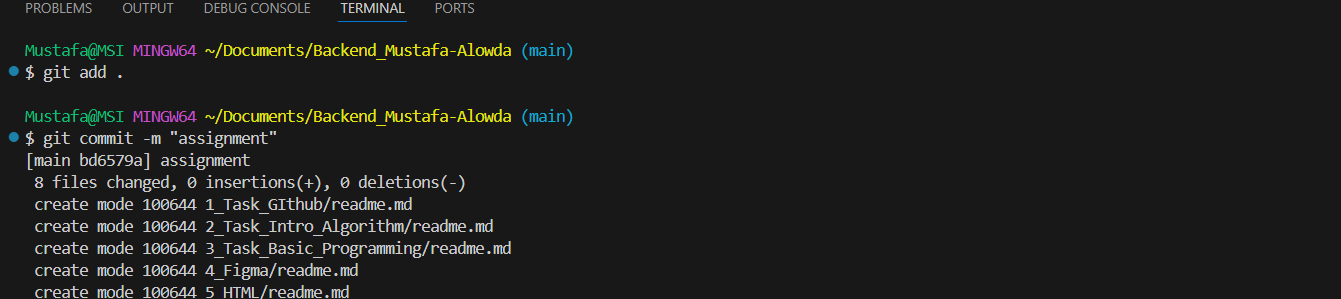 PROBLEMS OUTPUT DEBUG CONSOLE TERMINAL PORTS
Mustafa@MSI MINGW64 ~/Documents/Backend_Mustafa-Alowda (main)
$ git add .
Mustafa@MSI MINGW64 ~/Documents/Backend_Mustafa-Alowda (main)
$ git commit -m "assignment"
[main bd6579a] assignment
8 files changed, 0 insertions(+), 0 deletions(-)
create mode 100644 1_Task_GIthub/readme.md
create mode 100644 2_Task_Intro_Algorithm/readme.md
create mode 100644 3_Task_Basic_Programming/readme.md
create mode 100644 4_Figma/readme.md
create mode 100644 5_HTML/readme.md